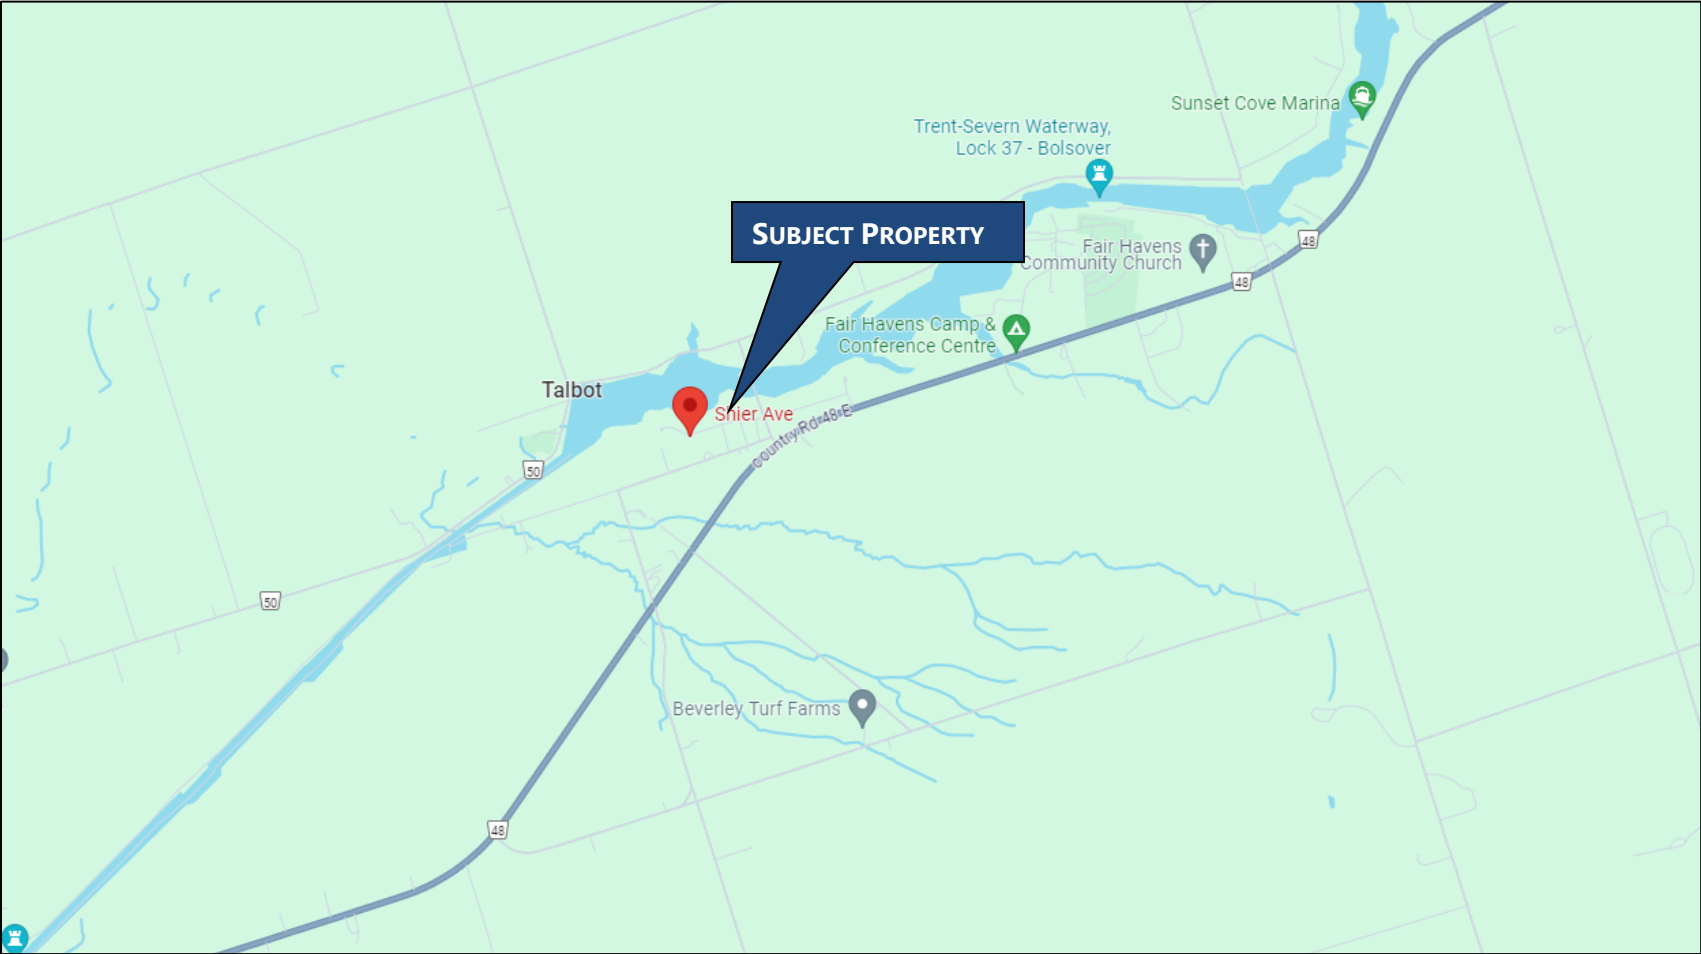 Sunset Cove Marina
Trent-Severn Waterway,
Lock 37 - Bolsover
SUBJECT PROPERTY
Fair Havens
Community Church
48
48
Fair Havens Camp &
Conference Centre
Talbot
Shier Ave
Country Rd 48 E
50
50
Beverley Turf Farms
48